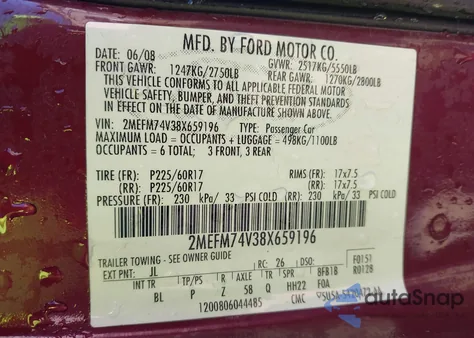 MFD. BY FORD MOTOR CO.
DATE: 06/08 GVWR: 2517KG/5550LB
FRONT GAWR: 1247KG/2750LB REAR GAWR: 1270KG/2800LB
THIS VEHICLE CONFORMS TO ALL APPLICABLE FEDERAL MOTOR
VEHICLE SAFETY, BUMPER, AND THEFT PREVENTION STANDARDS
IN EFFECT ON THE DATE OF MANUFACTURE SHOWN ABOVE.
VIN: 2MEFM74V38X659196 TYPE: Passenger Car
MAXIMUM LOAD = OCCUPANTS + LUGGAGE = 498KG/1100LB
OCCUPANTS = 6 TOTAL; 3 FRONT, 3 REAR
TIRE (FR): P225/60R17 RIMS (FR): 17x7.5
(RR): P225/60R17 (RR): 17x7.5
PRESSURE (FR): 230 kPa/ 33 PSI COLD (RR): 230 kPa/ 33 PSI COLD
2MEFM74V38X659196
TRAILER TOWING – SEE OWNER GUIDE
EXT PNT: JL RC: 26 DSO: F0151
R0128
INT TR TP/PS R AXLE TR SPR BFB1B
BL P Z 5B Q HH22 FOA
1200806044485 CMC
autoSnap